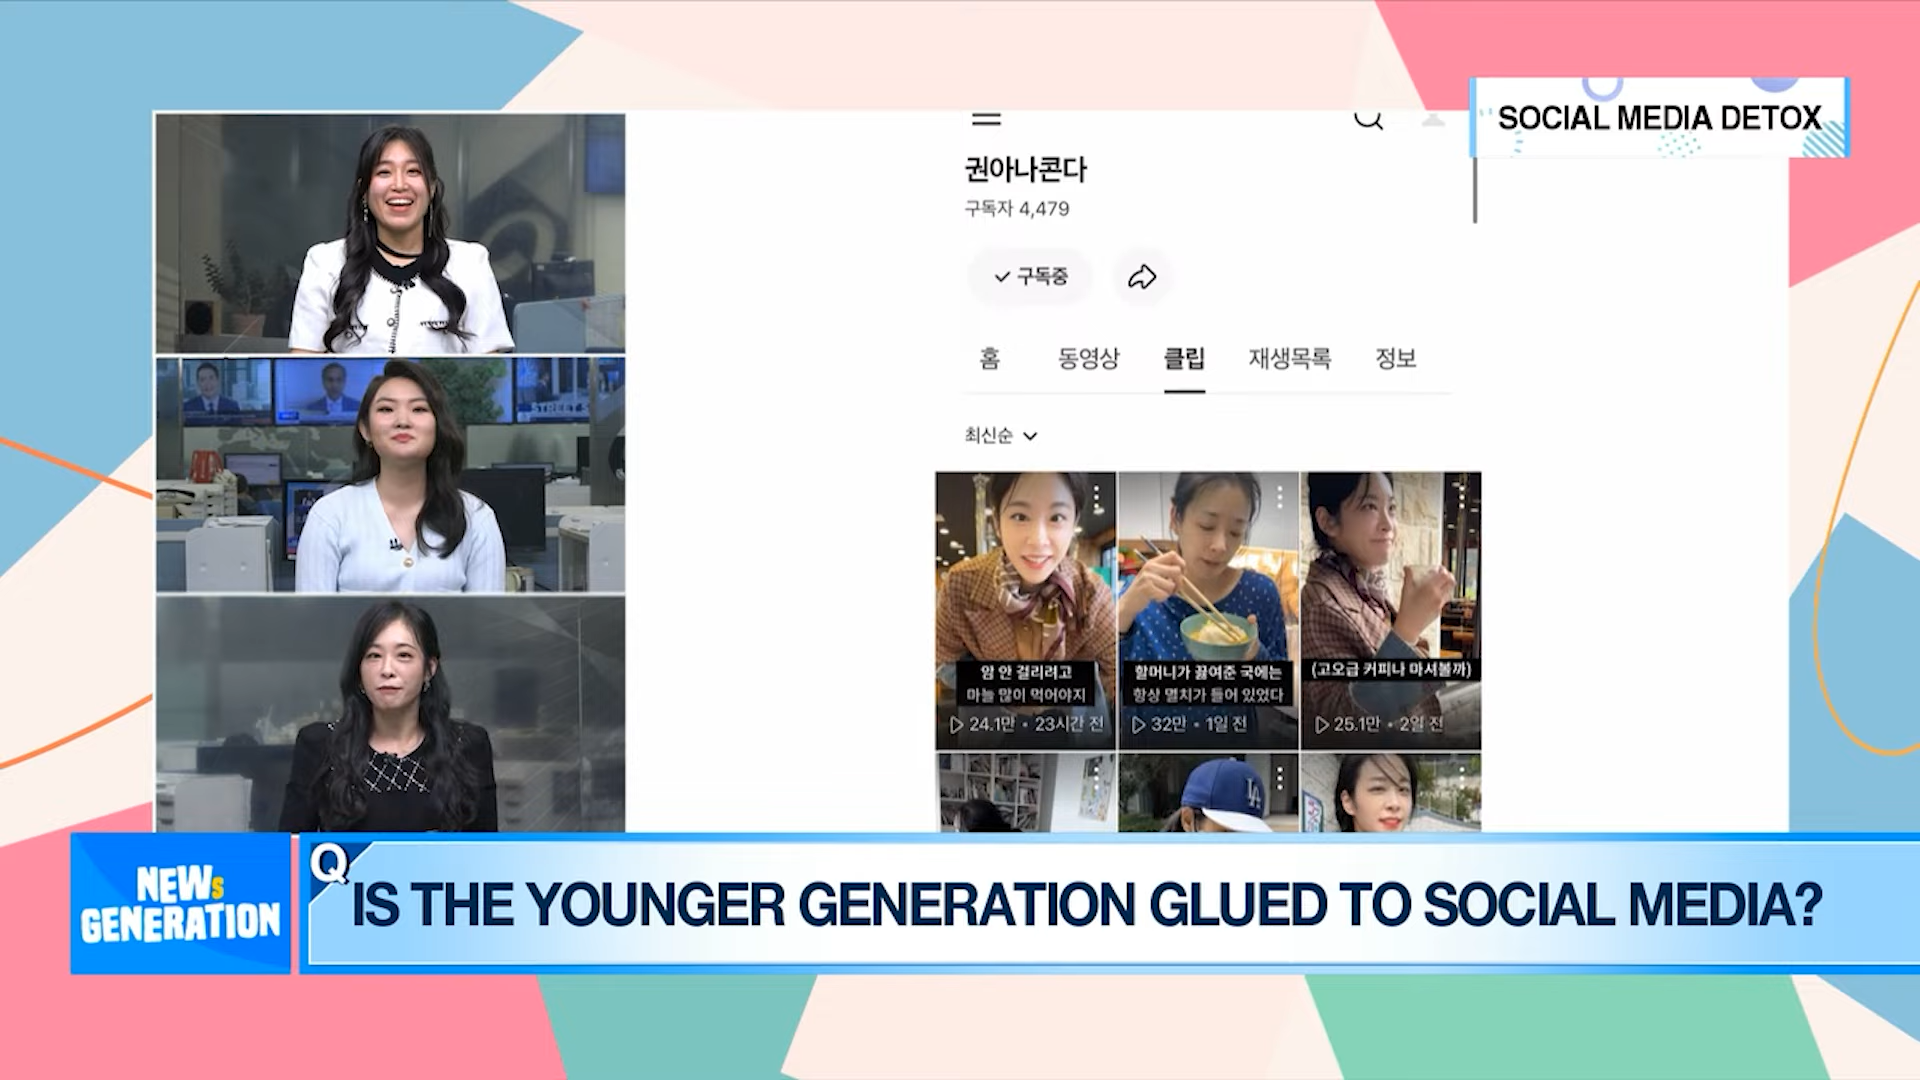 SOCIAL MEDIA DETOX
권아나콘다
구독자 4,479
구독중
홈 동영상 클립 재생목록 정보
최신순
암 안 걸리려고
마늘 많이 먹어야지
24.1만 • 23시간 전
할머니가 끓여준 국에는
항상 멸치가 들어 있었다
32만 • 1일 전
(고오급 커피나 마셔볼까)
25.1만 • 2일 전
LA
STREET S
NEWs
GENERATION
Q
IS THE YOUNGER GENERATION GLUED TO SOCIAL MEDIA?